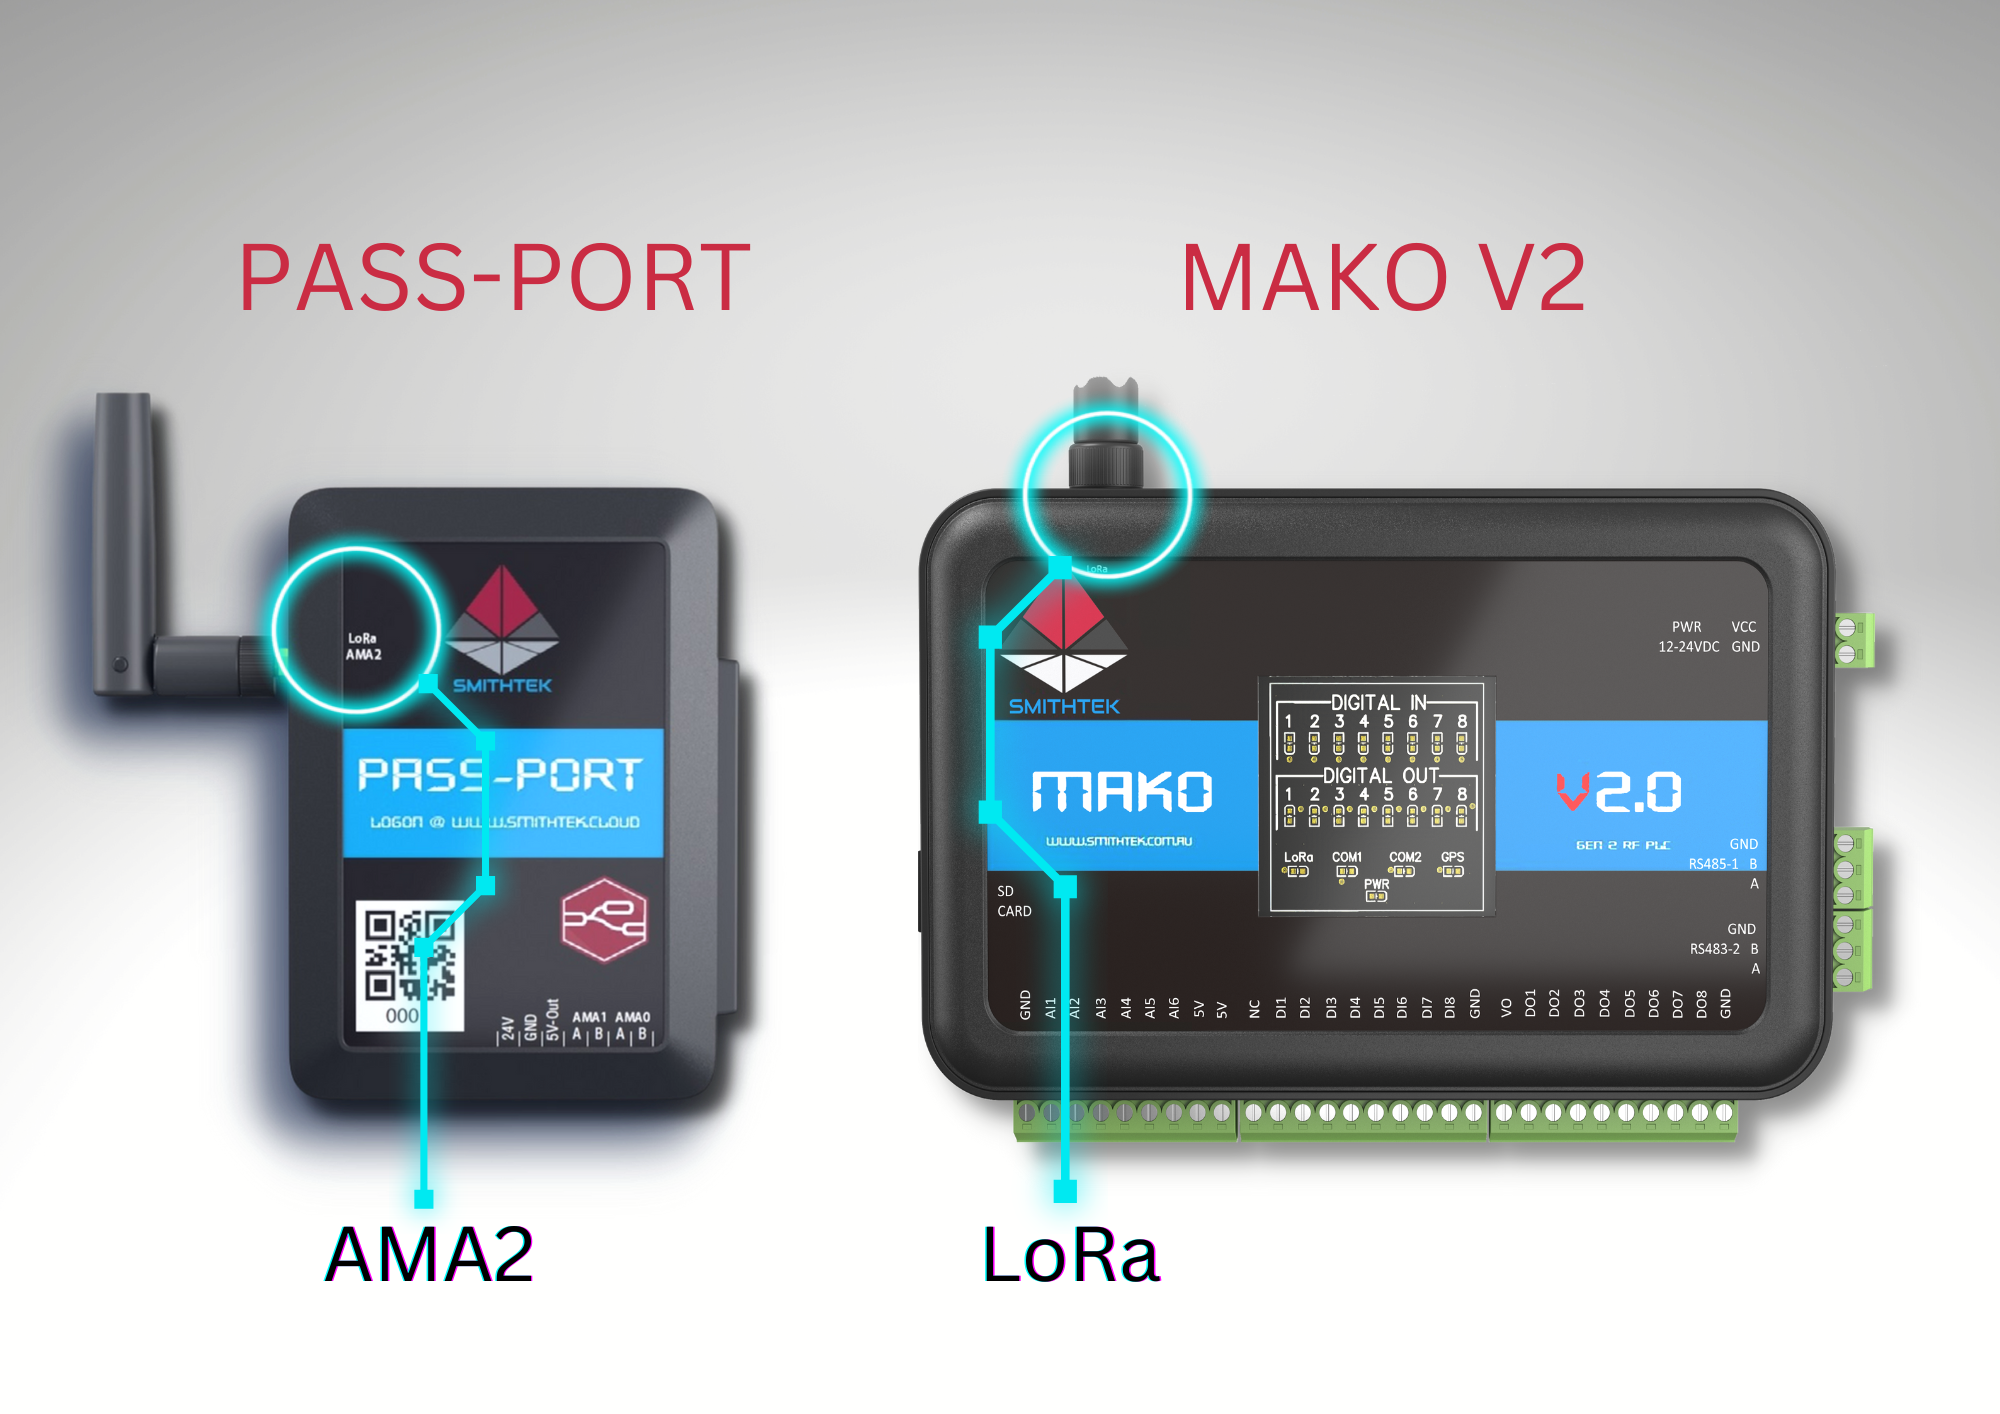 PASS-PORT
MAKO V2
LoRa
AMA2
SMITHTEK
PASS-PORT
LOGON @ WWW.SMITHTEK.CLOUD
000
24V
GND
5V-Out
AMA1 AMA0
A B A B
AMA2
LoRa
SMITHTEK
PWR VCC
12-24VDC GND
DIGITAL IN
1 2 3 4 5 6 7 8
DIGITAL OUT
1 2 3 4 5 6 7 8
LoRa COM1 COM2 GPS
PWR
MAKO
WWW.SMITHTEK.COM.AU
V2.0
GEN 2 RF PLC
GND
RS485-1 B
A
SD
CARD
GND
RS483-2 B
A
GND AI1 AI2 AI3 AI4 AI5 AI6 5V 5V NC DI1 DI2 DI3 DI4 DI5 DI6 DI7 DI8 GND VO DO1 DO2 DO3 DO4 DO5 DO6 DO7 DO8 GND
LoRa